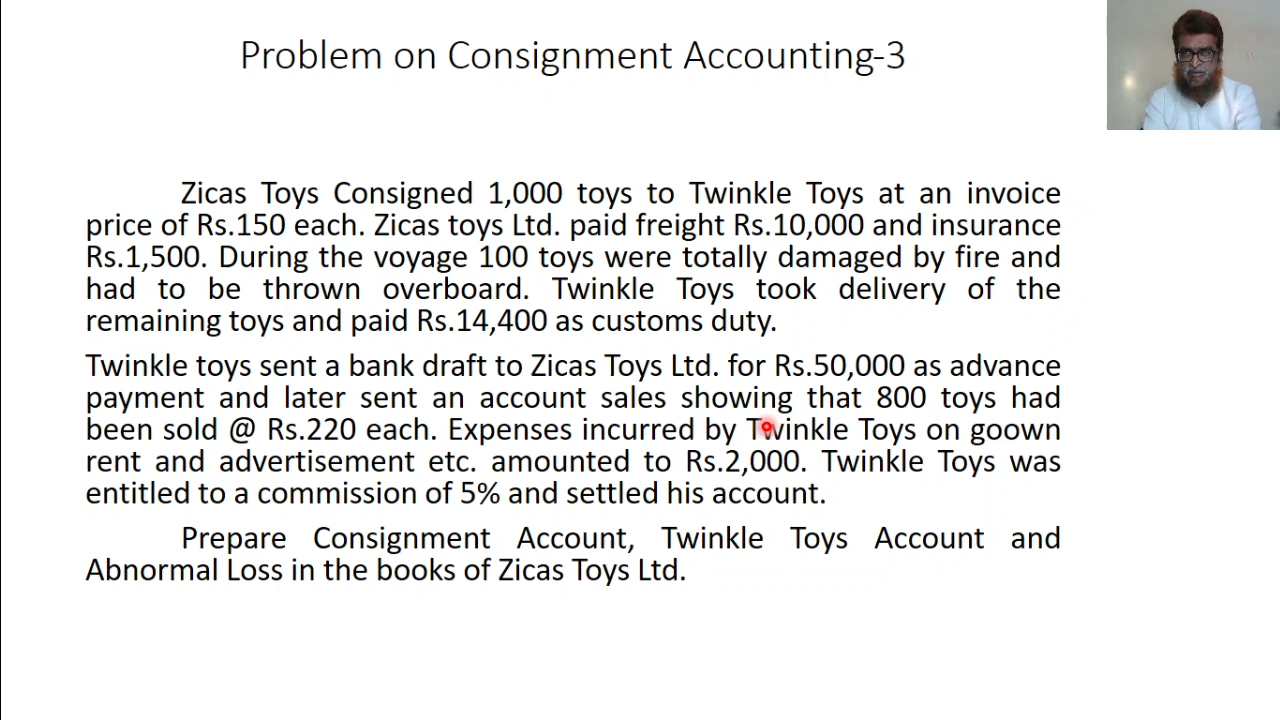 Problem on Consignment Accounting-3
Zicas Toys Consigned 1,000 toys to Twinkle Toys at an invoice
price of Rs.150 each. Zicas toys Ltd. paid freight Rs.10,000 and insurance
Rs.1,500. During the voyage 100 toys were totally damaged by fire and
had to be thrown overboard. Twinkle Toys took delivery of the
remaining toys and paid Rs.14,400 as customs duty.
Twinkle toys sent a bank draft to Zicas Toys Ltd. for Rs.50,000 as advance
payment and later sent an account sales showing that 800 toys had
been sold @ Rs.220 each. Expenses incurred by Twinkle Toys on goown
rent and advertisement etc. amounted to Rs.2,000. Twinkle Toys was
entitled to a commission of 5% and settled his account.
Prepare Consignment Account, Twinkle Toys Account and
Abnormal Loss in the books of Zicas Toys Ltd.